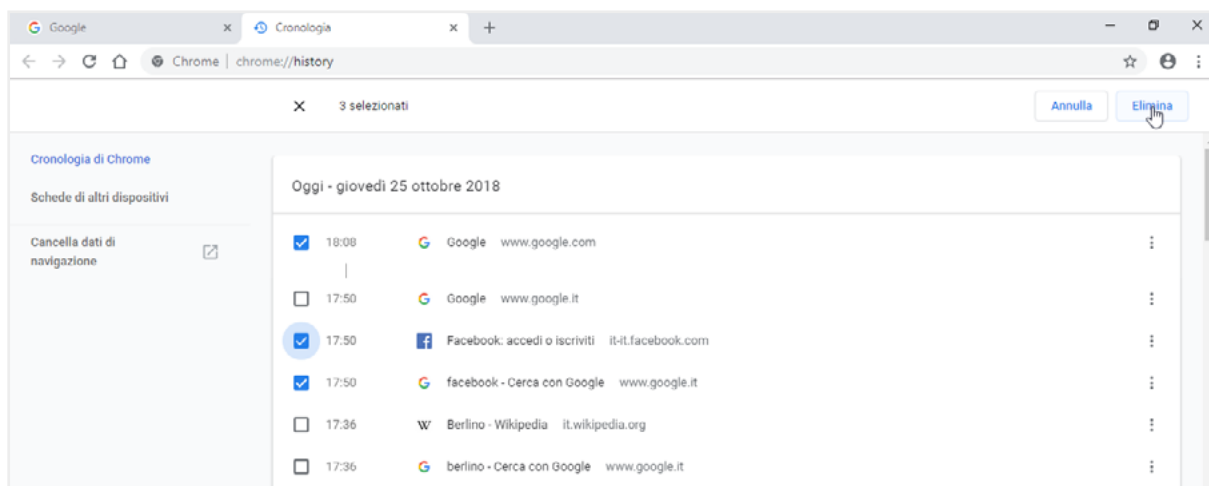 Google
Cronologia
Chrome | chrome://history
3 selezionati
Annulla
Elimina
Cronologia di Chrome
Schede di altri dispositivi
Cancella dati di
navigazione
Oggi - giovedì 25 ottobre 2018
18:08 Google www.google.com
17:50 Google www.google.it
17:50 Facebook: accedi o iscriviti it-it.facebook.com
17:50 facebook - Cerca con Google www.google.it
17:36 W Berlino - Wikipedia it.wikipedia.org
17:36 berlino - Cerca con Google www.google.it